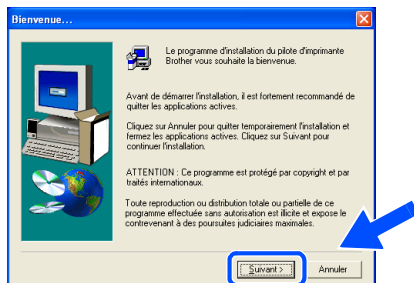 Bienvenue...
Le programme d'installation du pilote d'imprimante
Brother vous souhaite la bienvenue.
Avant de démarrer l'installation, il est fortement recommandé de
quitter les applications actives.
Cliquez sur Annuler pour quitter temporairement l'installation et
fermez les applications actives. Cliquez sur Suivant pour
continuer l'installation.
ATTENTION : Ce programme est protégé par copyright et par
traités internationaux.
Toute reproduction ou distribution totale ou partielle de ce
programme effectuée sans autorisation est illicite et expose le
contrevenant à des poursuites judiciaires maximales.
Suivant > Annuler